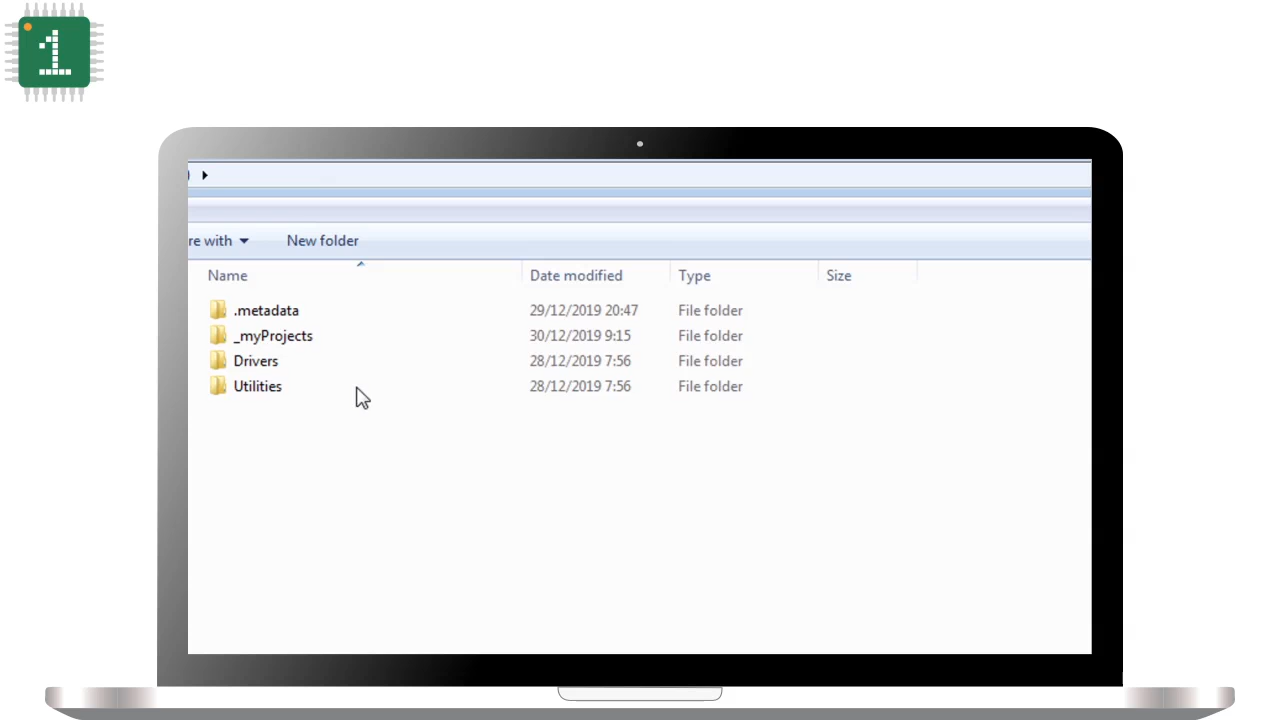 1
re with New folder
Name Date modified Type Size
.metadata 29/12/2019 20:47 File folder
_myProjects 30/12/2019 9:15 File folder
Drivers 28/12/2019 7:56 File folder
Utilities 28/12/2019 7:56 File folder